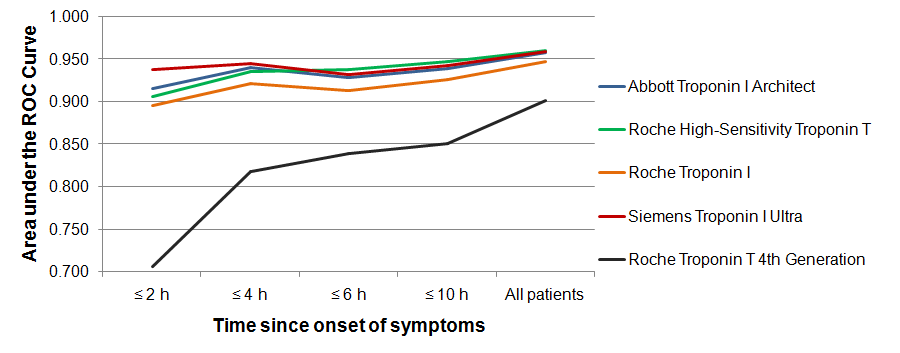 1.000
0.950
0.900
0.850
0.800
0.750
0.700
Area under the ROC Curve
≤ 2 h
≤ 4 h
≤ 6 h
≤ 10 h
All patients
Time since onset of symptoms
Abbott Troponin I Architect
Roche High-Sensitivity Troponin T
Roche Troponin I
Siemens Troponin I Ultra
Roche Troponin T 4th Generation